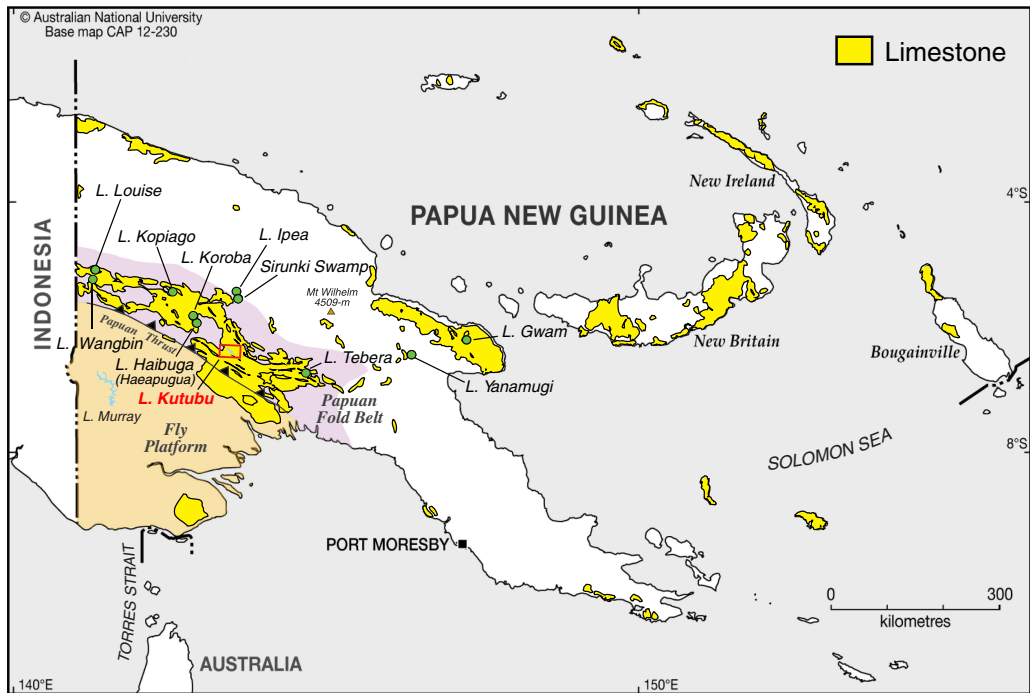 © Australian National University
Base map CAP 12-230
Limestone
L. Louise
L. Kopiago
L. Koroba
L. Ipea
Sirunki Swamp
Mt Wilhelm
4509-m
New Ireland
4°S
PAPUA NEW GUINEA
INDONESIA
Papuan Thrust
L. Wangbin
L. Haibuga
(Haeapugua)
L. Kutubu
L. Tebera
L. Gwam
L. Yanamugi
New Britain
Bougainville
L. Murray
Fly
Platform
Papuan
Fold Belt
SOLOMON SEA
8°S
PORT MORESBY
TORRES STRAIT
0
300
kilometres
AUSTRALIA
140°E
150°E